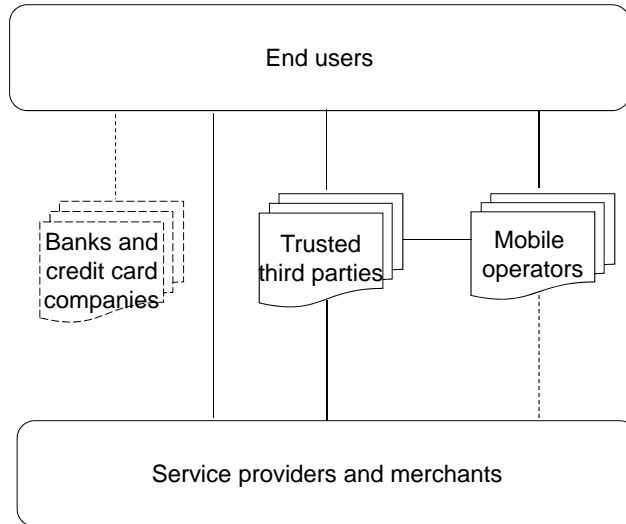 End users
Banks and
credit card
companies
Trusted
third parties
Mobile
operators
Service providers and merchants